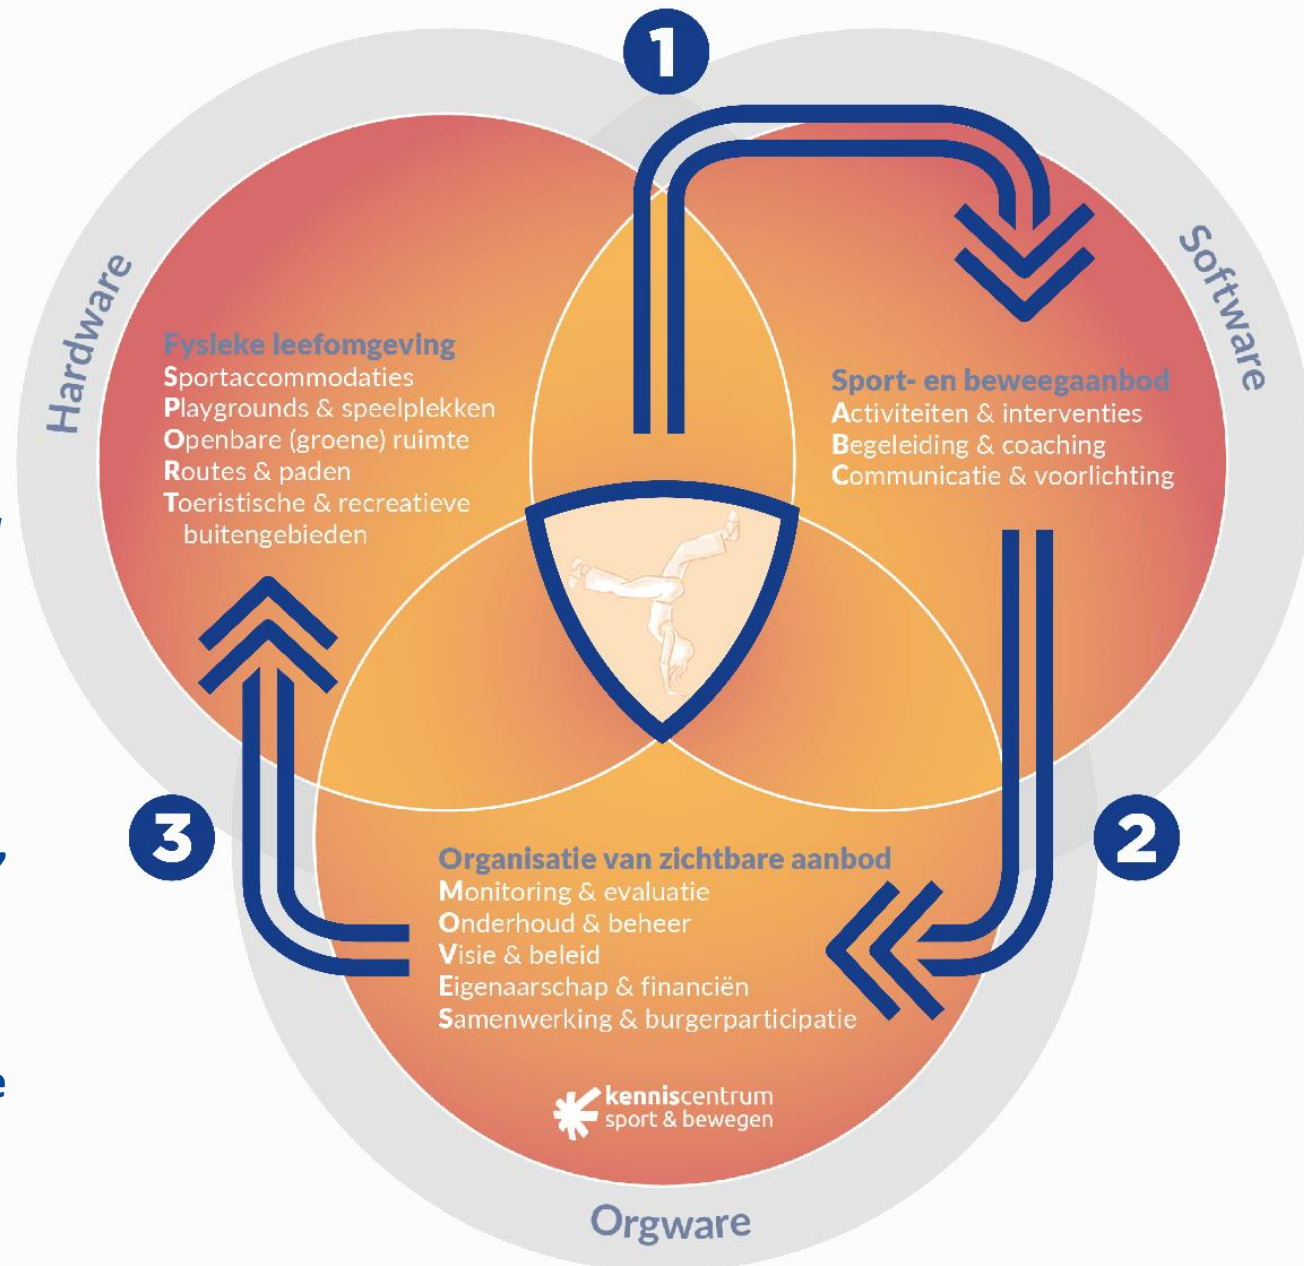 1
Hardware
Software
Fysieke leefomgeving
Sportaccommodaties
Playgrounds & speelplekken
Openbare (groene) ruimte
Routes & paden
Toeristische & recreatieve
buitengebieden
Sport- en beweegaanbod
Activiteiten & interventies
Begeleiding & coaching
Communicatie & voorlichting
3
2
Organisatie van zichtbare aanbod
Monitoring & evaluatie
Onderhoud & beheer
Visie & beleid
Eigenaarschap & financiën
Samenwerking & burgerparticipatie
kenniscentrum
sport & bewegen
Orgware